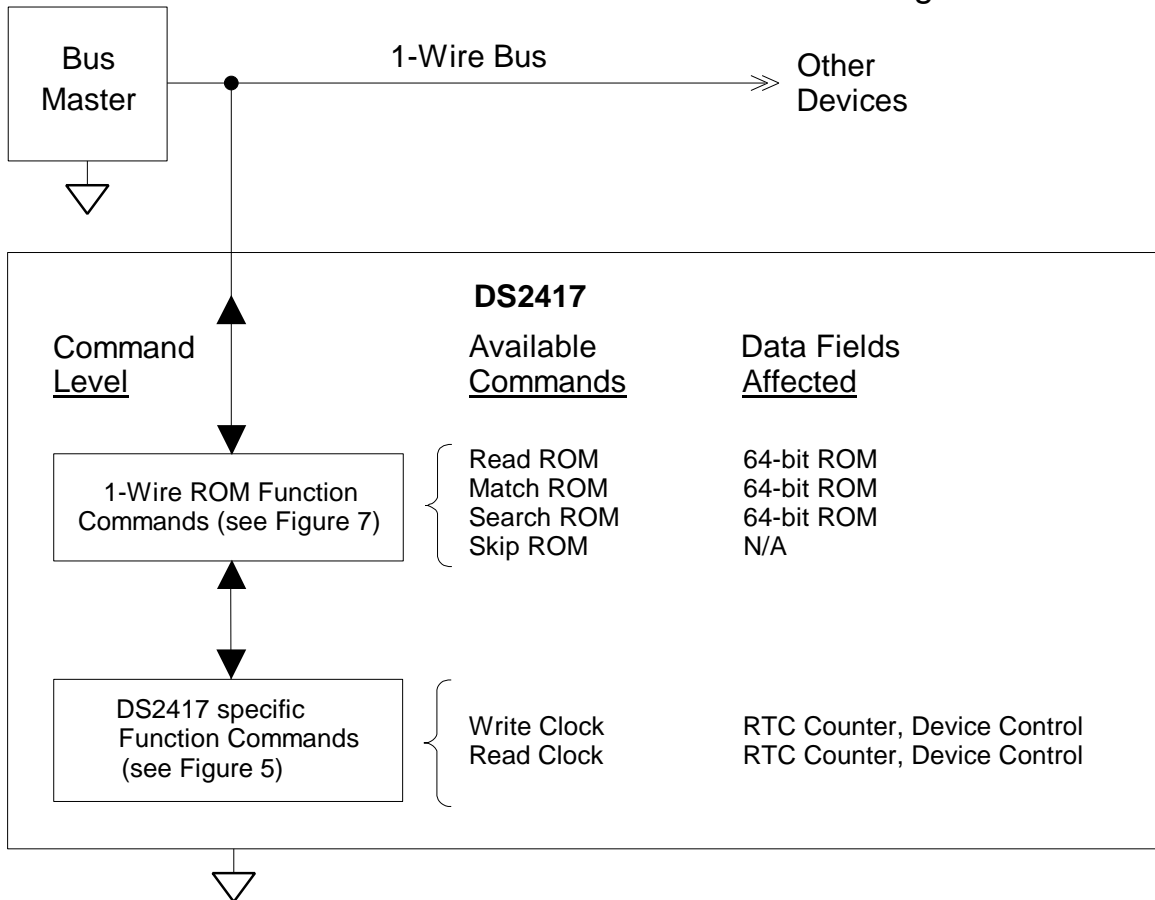 Bus
Master
1-Wire Bus
Other
Devices
DS2417
Command
Level
Available
Commands
Data Fields
Affected
1-Wire ROM Function
Commands (see Figure 7)
Read ROM 64-bit ROM
Match ROM 64-bit ROM
Search ROM 64-bit ROM
Skip ROM N/A
DS2417 specific
Function Commands
(see Figure 5)
Write Clock RTC Counter, Device Control
Read Clock RTC Counter, Device Control